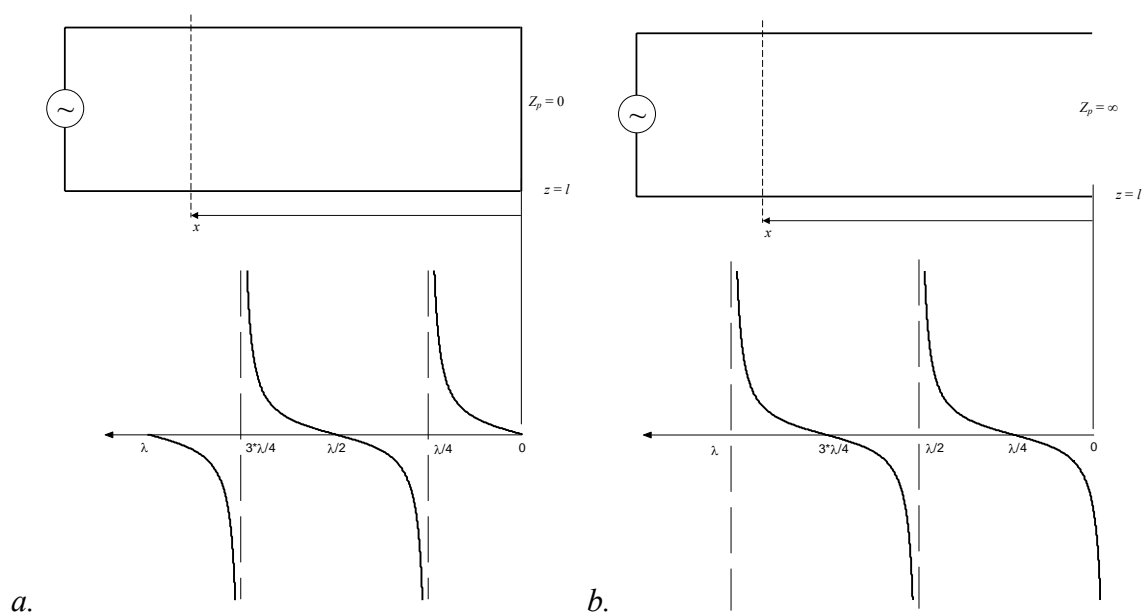 ~
Z_p = 0
z = l
x
λ 3*λ/4 λ/2 λ/4 0
a.
~
Z_p = ∞
z = l
x
λ 3*λ/4 λ/2 λ/4 0
b.